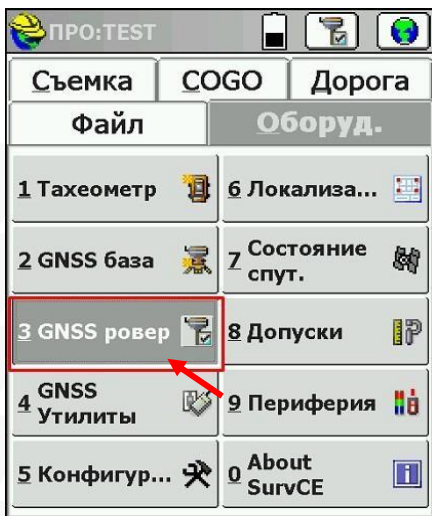 ПРО:TEST
Съемка COGO Дорога
Файл Оборуд.
1 Тахеометр
6 Локализа...
2 GNSS база
7 Состояние
спут.
3 GNSS ровер
8 Допуски
4 GNSS
Утилиты
9 Периферия
5 Конфигур...
0 About
SurvCE